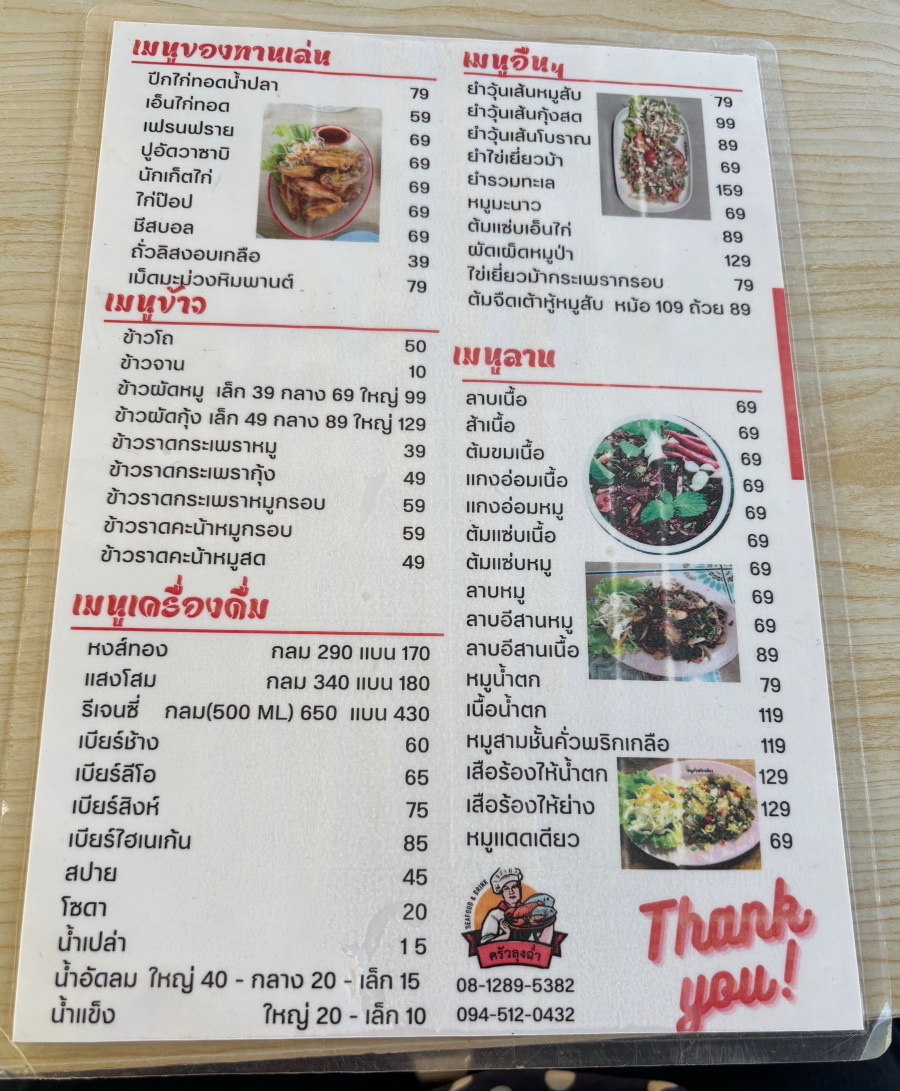 เมนูของทานเล่น
ปีกไก่ทอดน้ำปลา 79
เอ็นไก่ทอด 59
เฟรนฟราย 69
ปูอัดวาซาบิ 69
นักเก็ตไก่ 69
ไก่ป๊อป 69
ชีสบอล 69
ถั่วลิสงอบเกลือ 39
เม็ดมะม่วงหิมพานต์ 79
เมนูข้าว
ข้าวโถ 50
ข้าวจาน 10
ข้าวผัดหมู เล็ก 39 กลาง 69 ใหญ่ 99
ข้าวผัดกุ้ง เล็ก 49 กลาง 89 ใหญ่ 129
ข้าวราดกระเพราหมู 39
ข้าวราดกระเพรากุ้ง 49
ข้าวราดกระเพราหมูกรอบ 59
ข้าวราดคะน้าหมูกรอบ 59
ข้าวราดคะน้าหมูสด 49
เมนูเครื่องดื่ม
หงส์ทอง กลม 290 แบน 170
แสงโสม กลม 340 แบน 180
รีเจนซี่ กลม(500 ML) 650 แบน 430
เบียร์ช้าง 60
เบียร์ลีโอ 65
เบียร์สิงห์ 75
เบียร์ไฮเนเก้น 85
สปาย 45
โซดา 20
น้ำเปล่า 15
น้ำอัดลม ใหญ่ 40 - กลาง 20 - เล็ก 15
น้ำแข็ง ใหญ่ 20 - เล็ก 10
เมนูอื่นๆ
ยำวุ้นเส้นหมูสับ 79
ยำวุ้นเส้นกุ้งสด 99
ยำวุ้นเส้นโบราณ 89
ยำไข่เยี่ยวม้า 69
ยำรวมทะเล 159
หมูมะนาว 69
ต้มแซ่บเอ็นไก่ 89
ผัดเผ็ดหมูป่า 129
ไข่เยี่ยวม้ากระเพรากรอบ 79
ต้มจืดเต้าหู้หมูสับ หม้อ 109 ถ้วย 89
เมนูลาบ
ลาบเนื้อ 69
ส้าเนื้อ 69
ต้มขมเนื้อ 69
แกงอ่อมเนื้อ 69
แกงอ่อมหมู 69
ต้มแซ่บเนื้อ 69
ต้มแซ่บหมู 69
ลาบหมู 69
ลาบอีสานหมู 69
ลาบอีสานเนื้อ 89
หมูน้ำตก 79
เนื้อน้ำตก 119
หมูสามชั้นคั่วพริกเกลือ 119
เสือร้องให้น้ำตก 129
เสือร้องให้ย่าง 129
หมูแดดเดียว 69
SEAFOOD & DRINK
ครัวลุงฉ่ำ
08-1289-5382
094-512-0432
Thank
you!